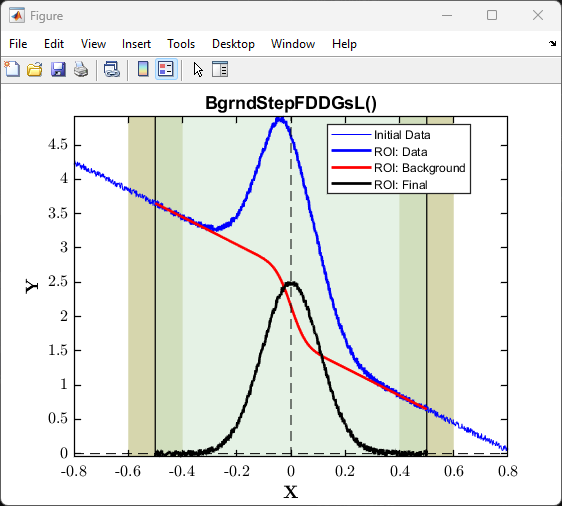 Figure
File Edit View Insert Tools Desktop Window Help
BgrndStepFDDGsL()
Initial Data
ROI: Data
ROI: Background
ROI: Final
4.5
4
3.5
3
2.5
2
1.5
1
0.5
0
Y
-0.8 -0.6 -0.4 -0.2 0 0.2 0.4 0.6 0.8
X